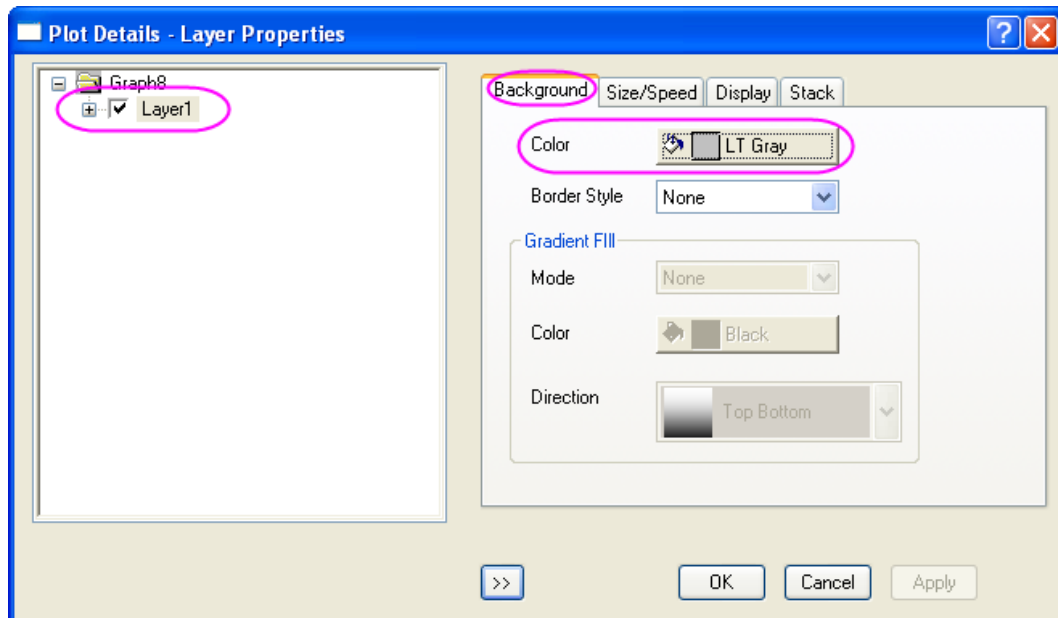 Plot Details - Layer Properties
Graph8
Layer1
Background Size/Speed Display Stack
Color LT Gray
Border Style None
Gradient FIll
Mode None
Color Black
Direction Top Bottom
>> OK Cancel Apply